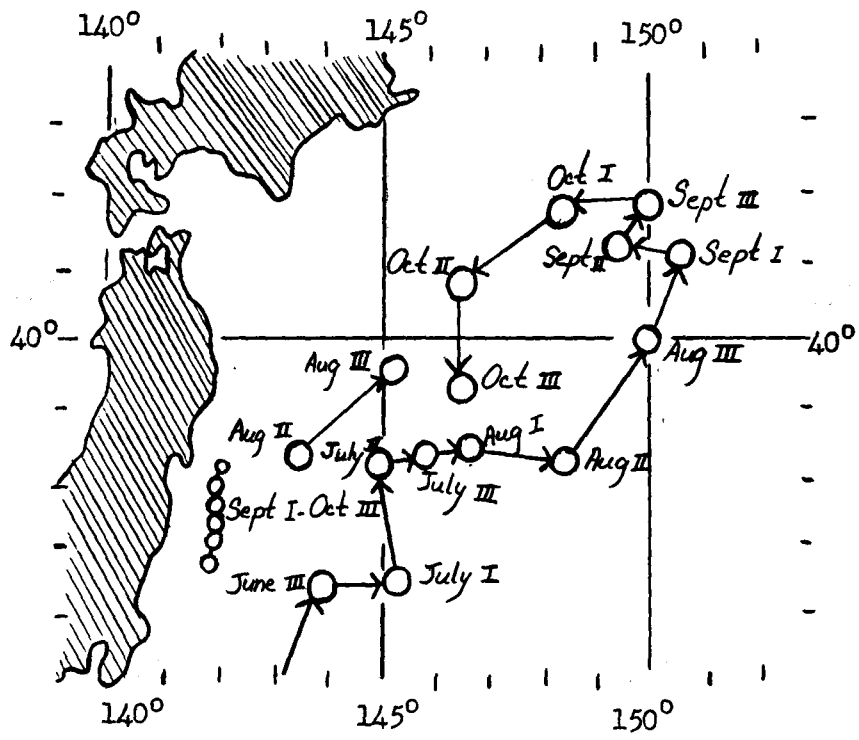 140° 145° 150°
Oct I
Sept III
Sept II
Sept I
Oct II
40° 40°
Aug III
Aug III
Oct III
Aug II
July II
Aug I
Aug II
July III
Sept I - Oct III
June III
July I
140° 145° 150°